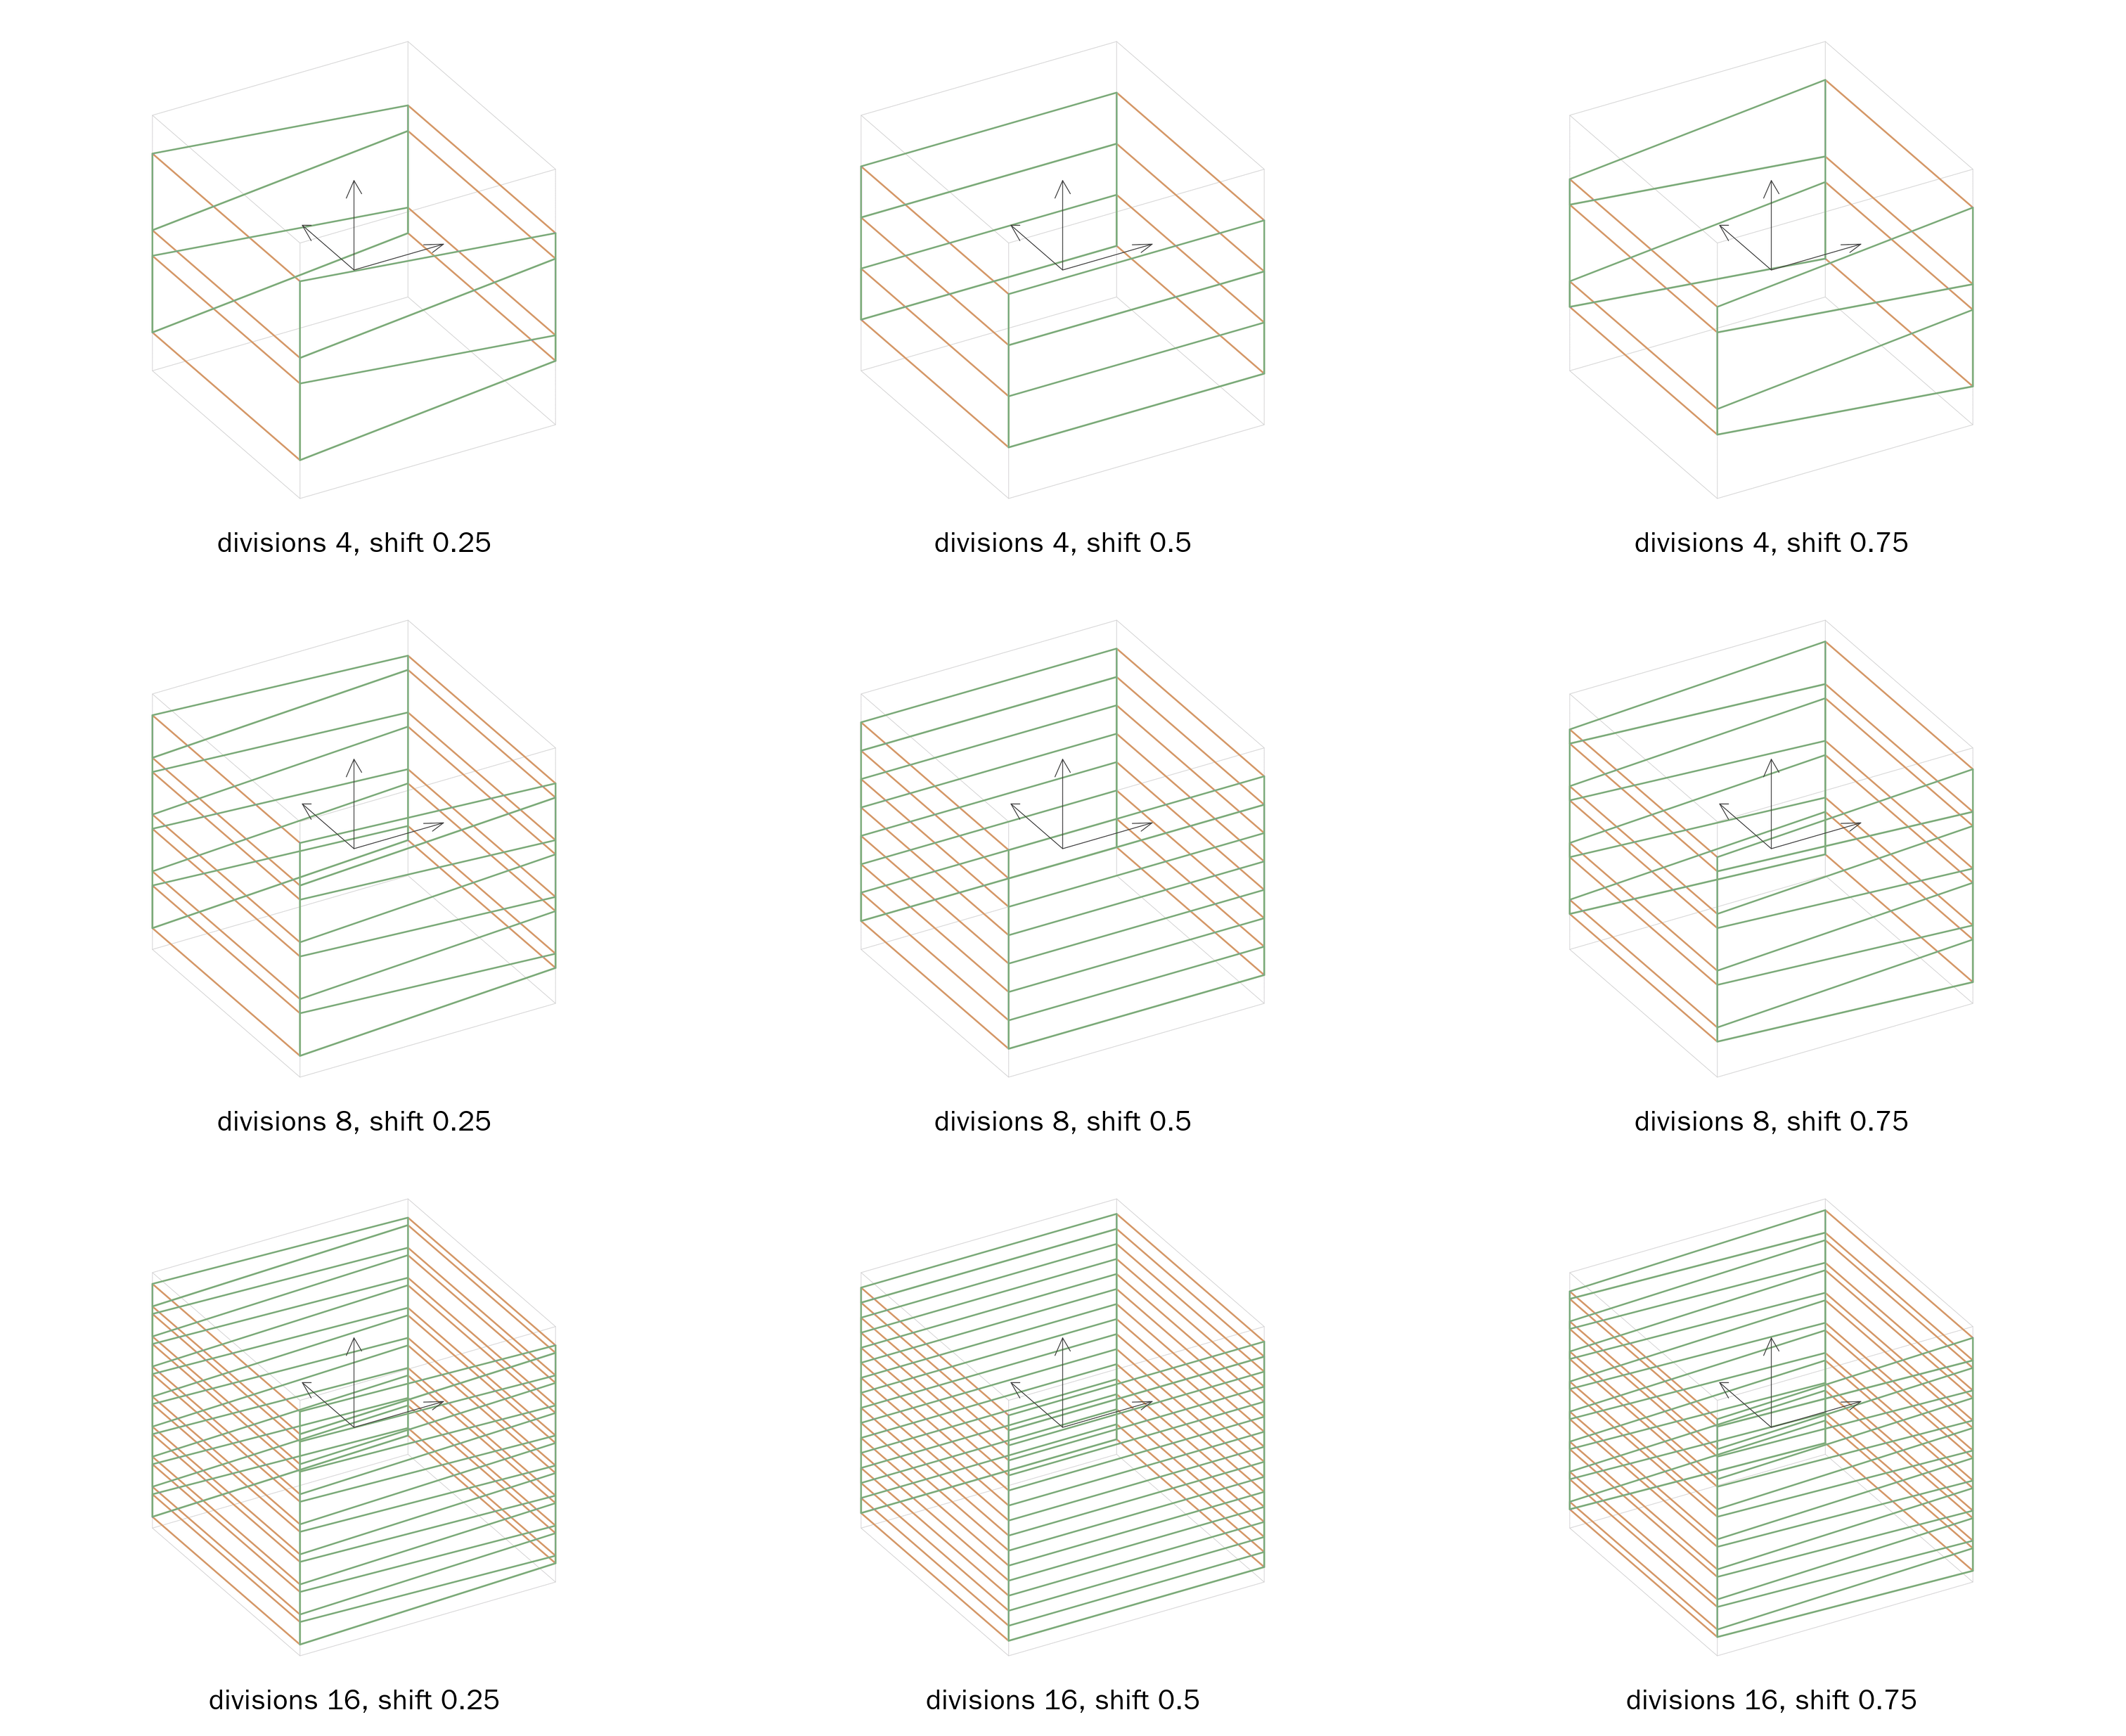 divisions 4, shift 0.25
divisions 4, shift 0.5
divisions 4, shift 0.75
divisions 8, shift 0.25
divisions 8, shift 0.5
divisions 8, shift 0.75
divisions 16, shift 0.25
divisions 16, shift 0.5
divisions 16, shift 0.75